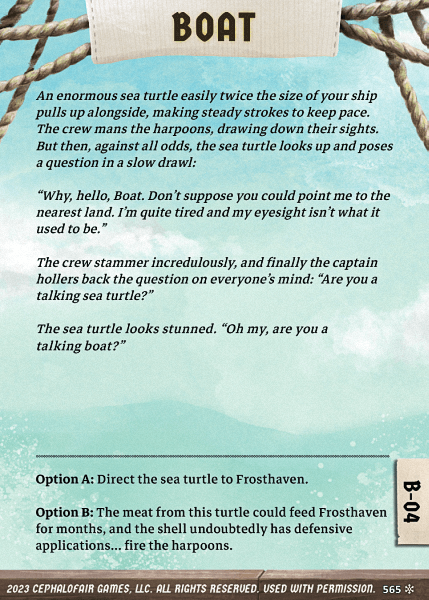 BOAT
An enormous sea turtle easily twice the size of your ship
pulls up alongside, making steady strokes to keep pace.
The crew mans the harpoons, drawing down their sights.
But then, against all odds, the sea turtle looks up and poses
a question in a slow drawl:
“Why, hello, Boat. Don’t suppose you could point me to the
nearest land. I’m quite tired and my eyesight isn’t what it
used to be.”
The crew stammer incredulously, and finally the captain
hollers back the question on everyone’s mind: “Are you a
talking sea turtle?”
The sea turtle looks stunned. “Oh my, are you a
talking boat?”
Option A: Direct the sea turtle to Frosthaven.
Option B: The meat from this turtle could feed Frosthaven
for months, and the shell undoubtedly has defensive
applications... fire the harpoons.
B-04
2023 CEPHALOFAIR GAMES, LLC. ALL RIGHTS RESERVED. USED WITH PERMISSION. 565